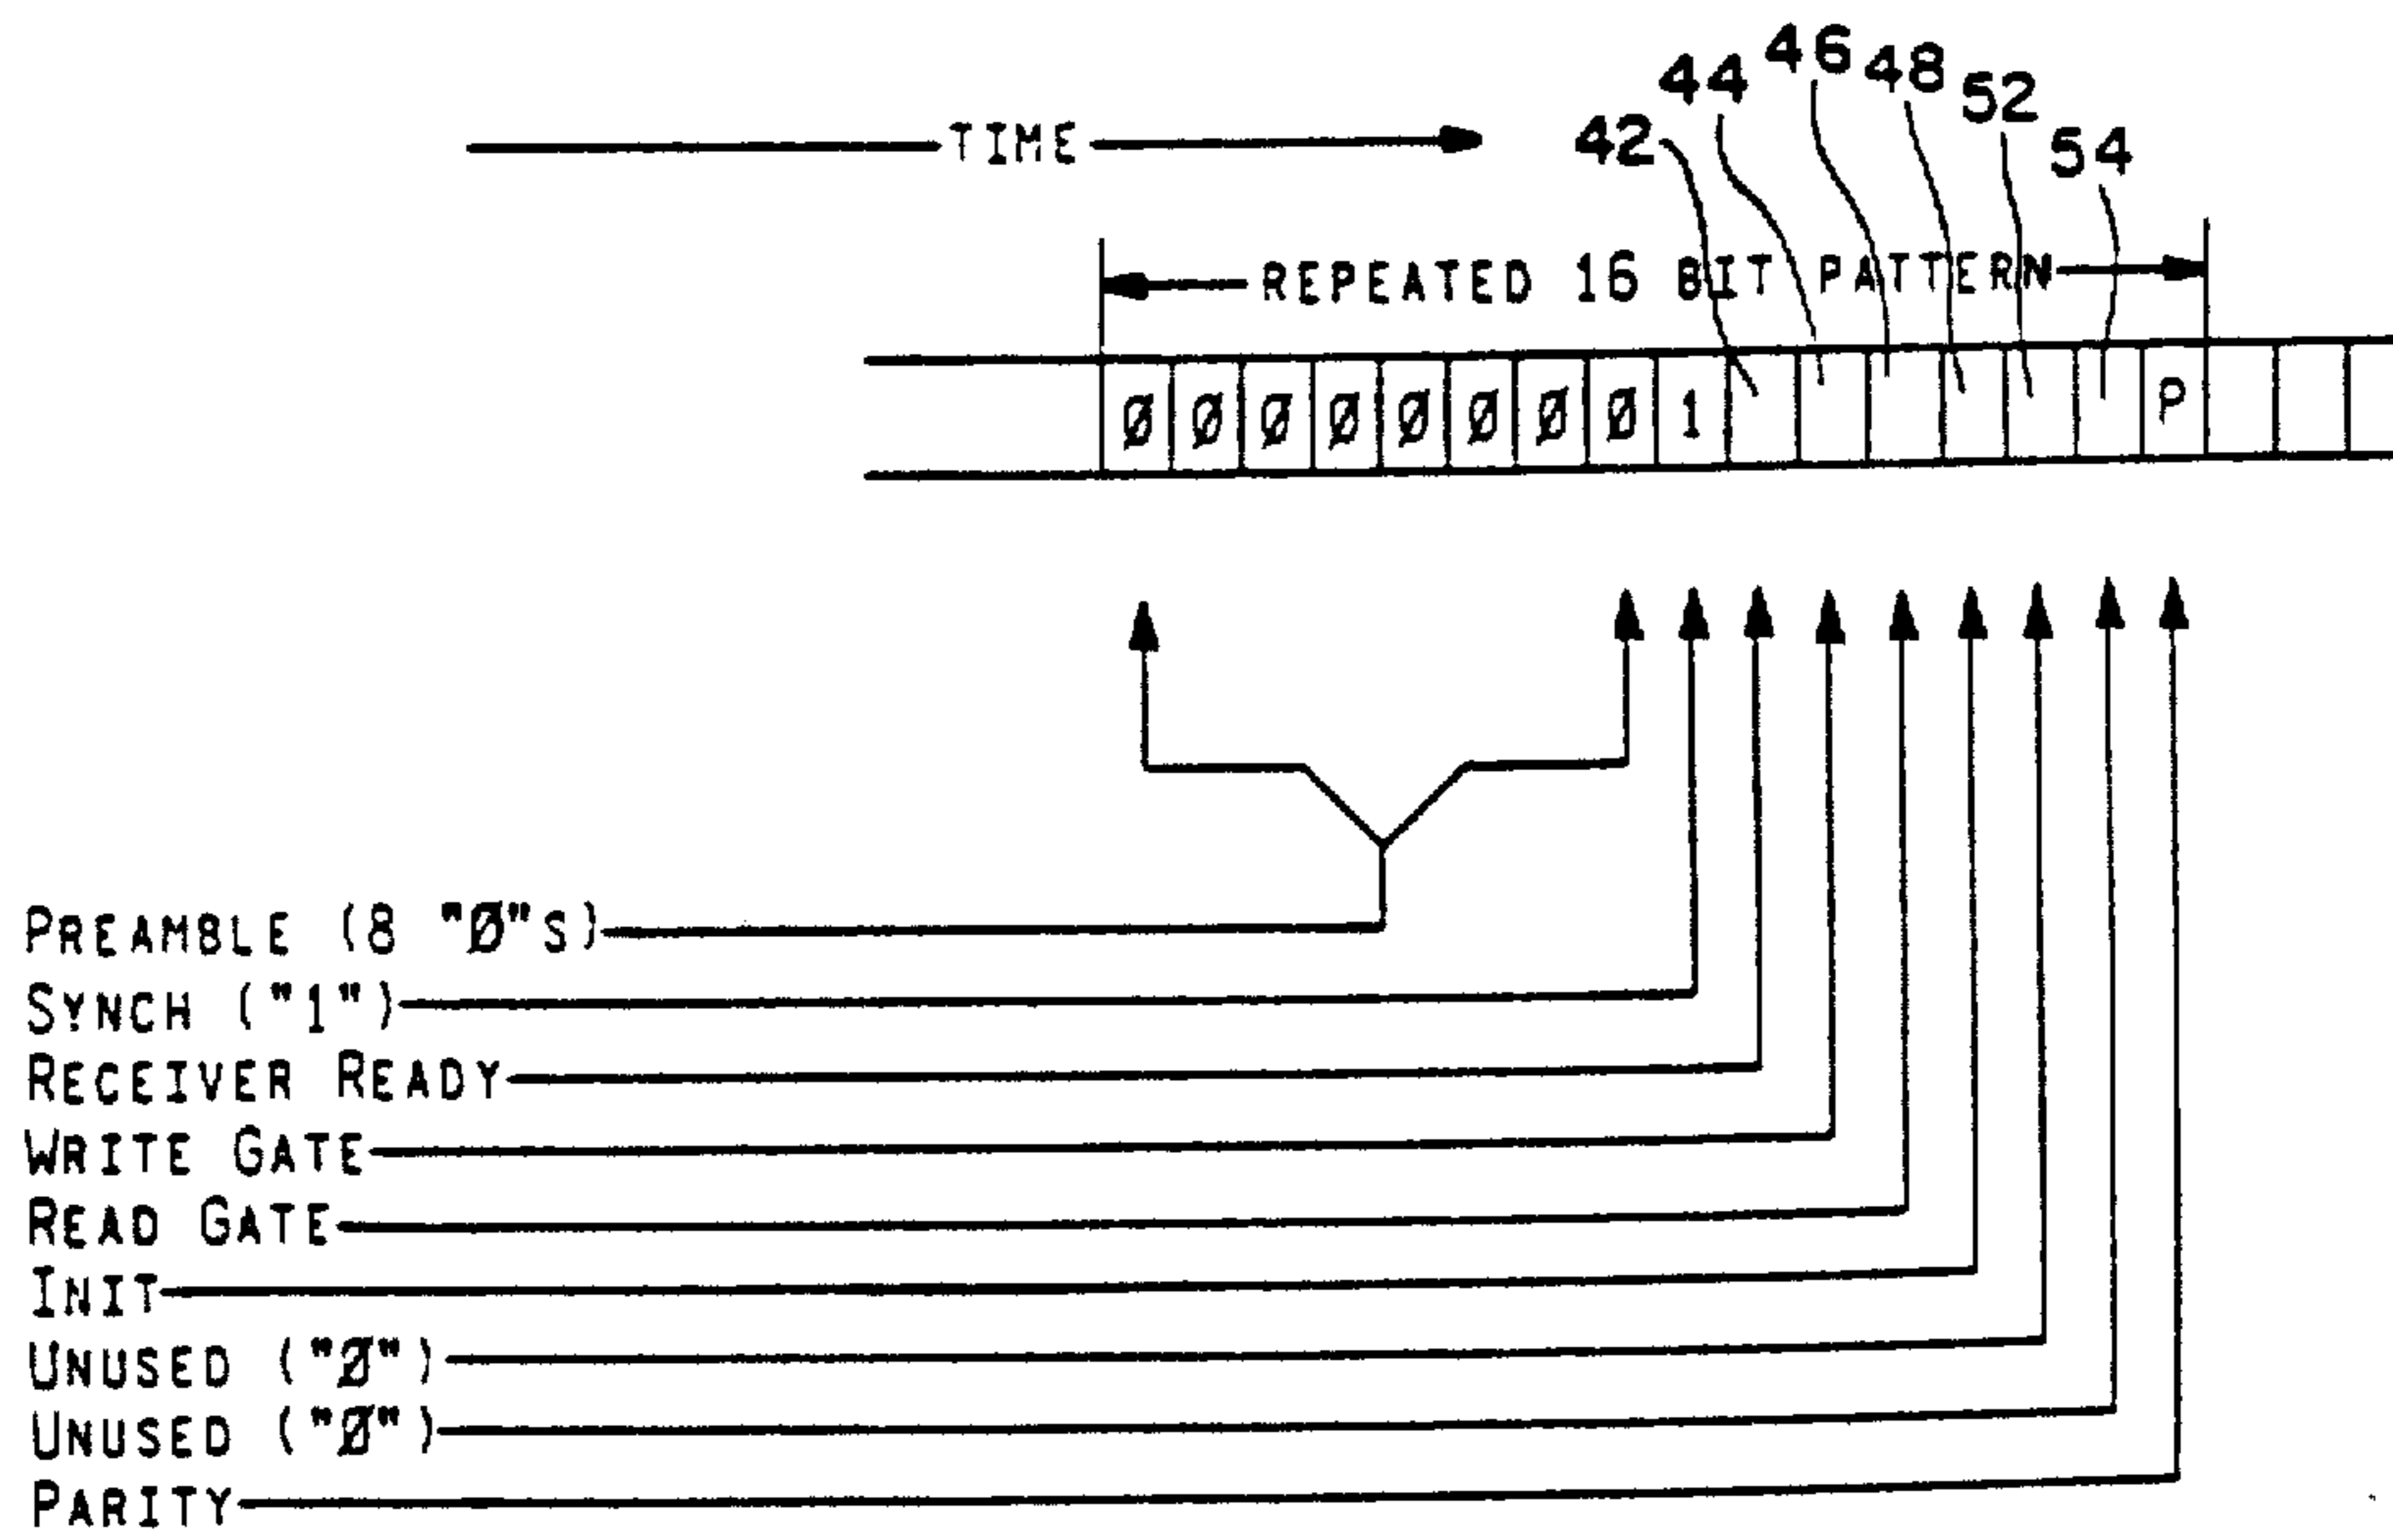 46
44 48
52
42 54
TIME
REPEATED 16 BIT PATTERN
Ø Ø Ø Ø Ø Ø Ø Ø 1 P
PREAMBLE (8 "Ø"S)
SYNCH ("1")
RECEIVER READY
WRITE GATE
READ GATE
INIT
UNUSED ("Ø")
UNUSED ("Ø")
PARITY